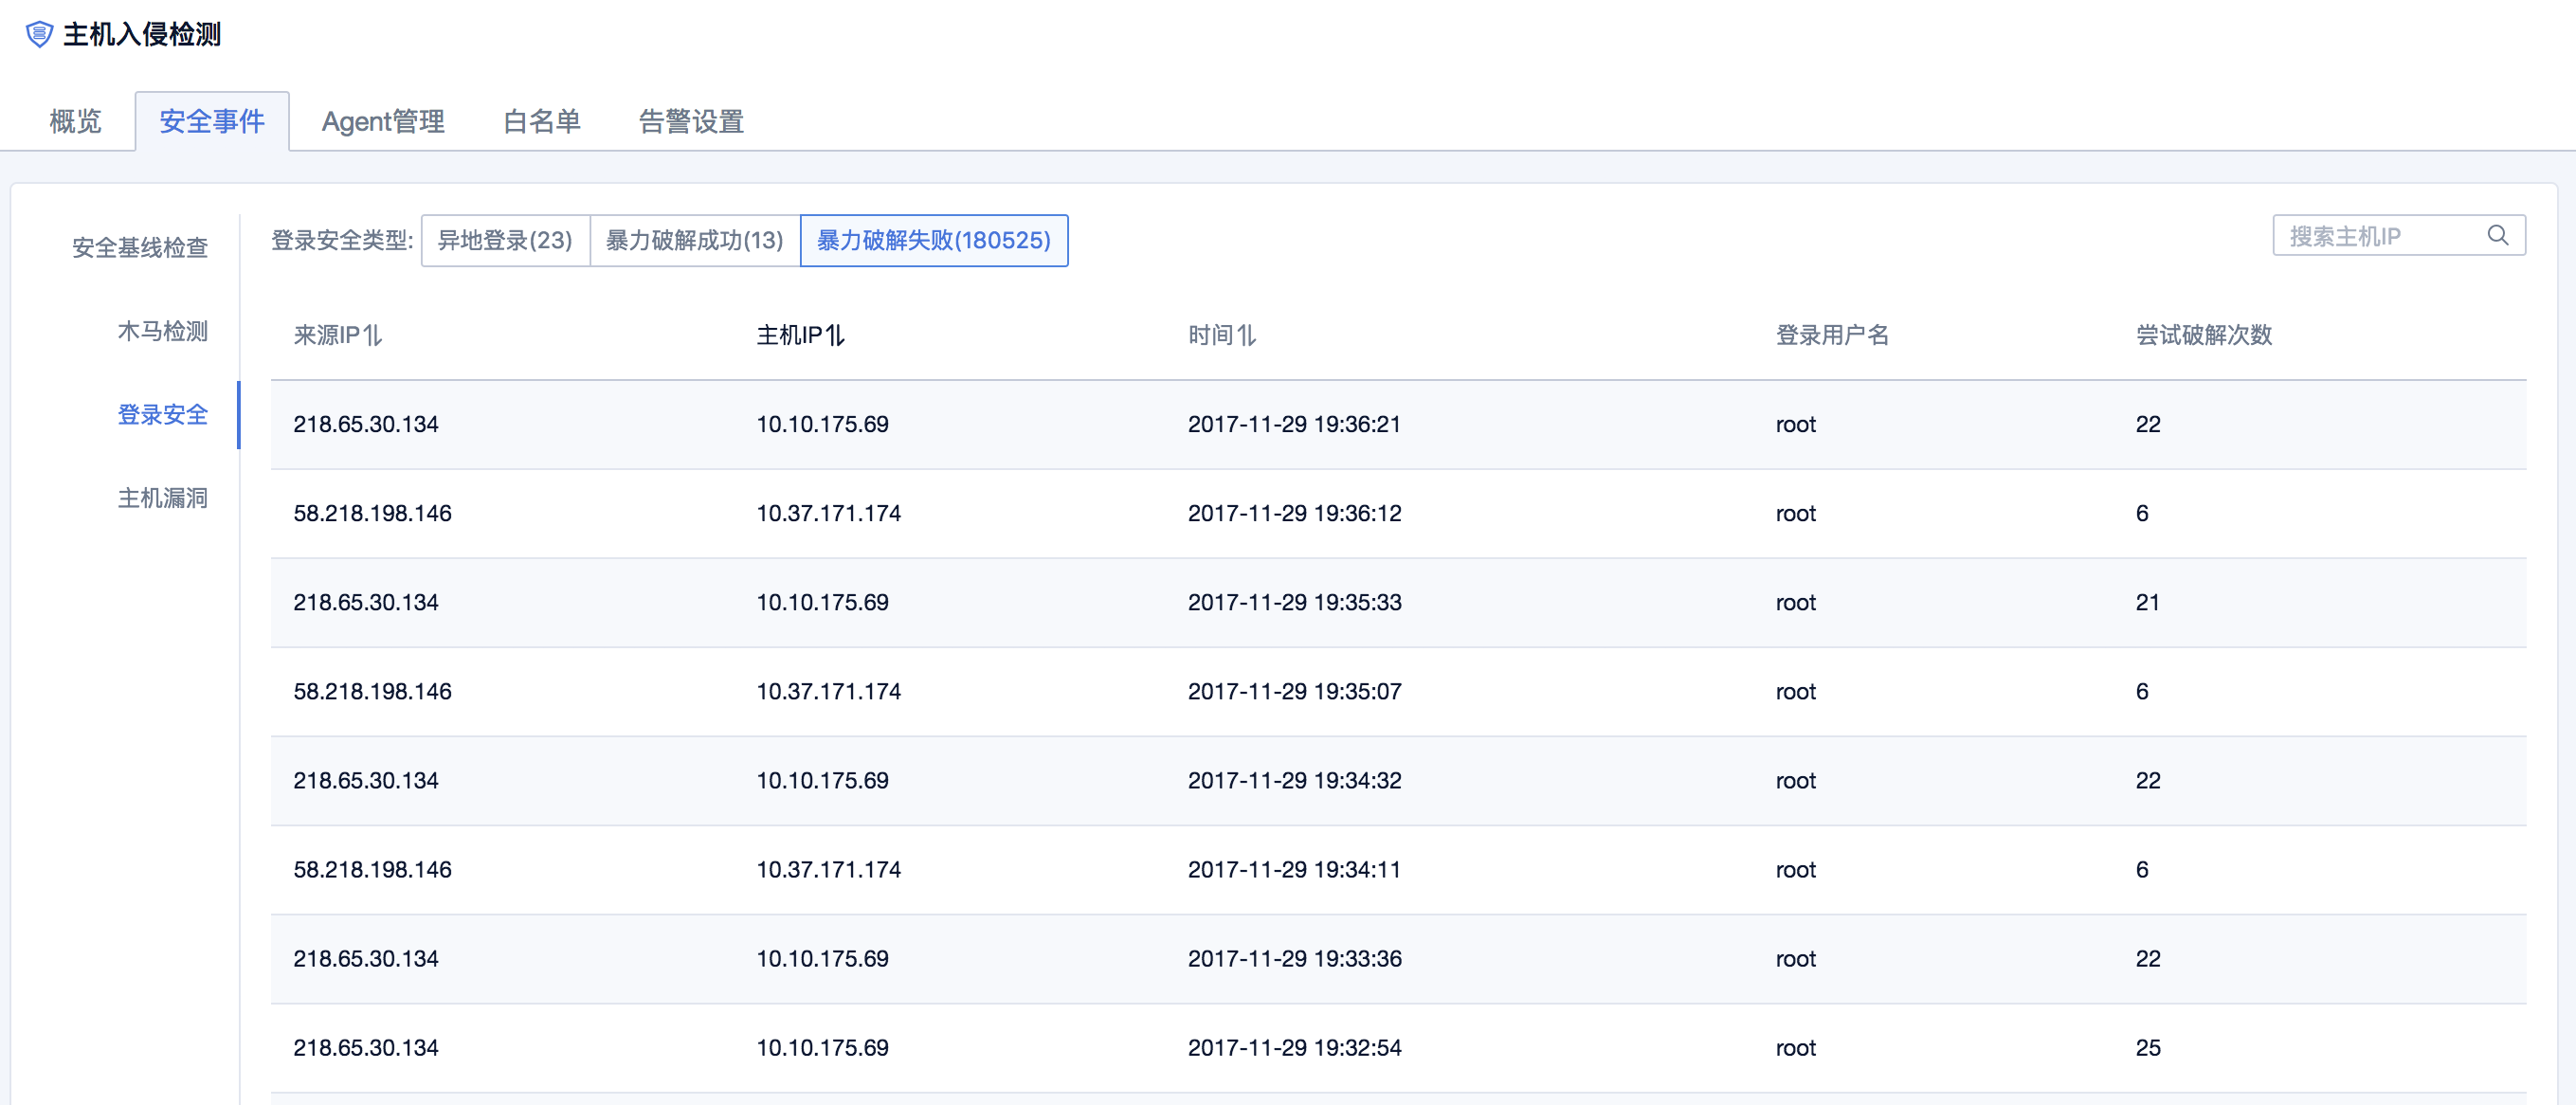 主机入侵检测
概览 安全事件 Agent管理 白名单 告警设置
安全基线检查
木马检测
登录安全
主机漏洞
登录安全类型: 异地登录(23) 暴力破解成功(13) 暴力破解失败(180525) 搜索主机IP
来源IP 主机IP 时间 登录用户名 尝试破解次数
218.65.30.134 10.10.175.69 2017-11-29 19:36:21 root 22
58.218.198.146 10.37.171.174 2017-11-29 19:36:12 root 6
218.65.30.134 10.10.175.69 2017-11-29 19:35:33 root 21
58.218.198.146 10.37.171.174 2017-11-29 19:35:07 root 6
218.65.30.134 10.10.175.69 2017-11-29 19:34:32 root 22
58.218.198.146 10.37.171.174 2017-11-29 19:34:11 root 6
218.65.30.134 10.10.175.69 2017-11-29 19:33:36 root 22
218.65.30.134 10.10.175.69 2017-11-29 19:32:54 root 25